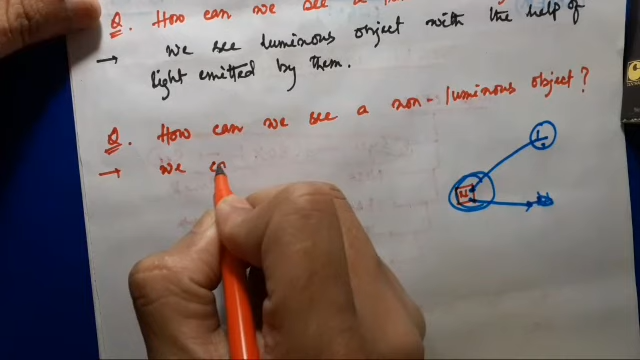 Q. How can we see a
→ We see luminous object with the help of
light emitted by them.
Q. How can we see a non-luminous object?
→ We
L